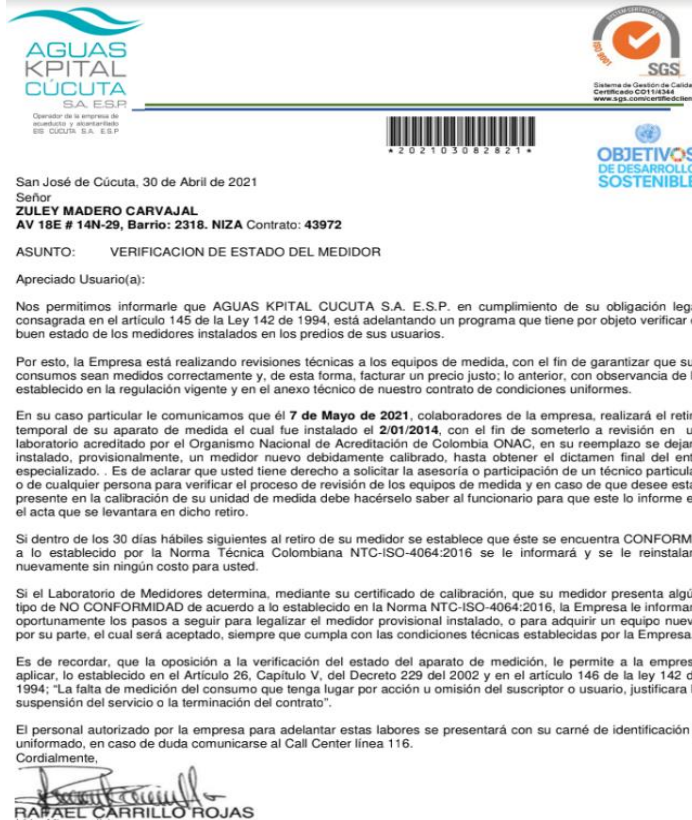 AGUAS
KPITAL
CÚCUTA
S.A. E.S.P.
Operador de la empresa de
acueducto y alcantarillado
EIS CUCUTA S.A. E.S.P
SYSTEM CERTIFICATION
ISO 9001
SGS
Sistema de Gestión de Calida
Certificado CO11/4344
www.sgs.com/certifiedclien
*202103082821*
OBJETIVOS
DE DESARROLLO
SOSTENIBLE
San José de Cúcuta, 30 de Abril de 2021
Señor
ZULEY MADERO CARVAJAL
AV 18E # 14N-29, Barrio: 2318. NIZA Contrato: 43972
ASUNTO: VERIFICACION DE ESTADO DEL MEDIDOR
Apreciado Usuario(a):
Nos permitimos informarle que AGUAS KPITAL CUCUTA S.A. E.S.P. en cumplimiento de su obligación lega
consagrada en el artículo 145 de la Ley 142 de 1994, está adelantando un programa que tiene por objeto verificar
buen estado de los medidores instalados en los predios de sus usuarios.
Por esto, la Empresa está realizando revisiones técnicas a los equipos de medida, con el fin de garantizar que su
consumos sean medidos correctamente y, de esta forma, facturar un precio justo; lo anterior, con observancia de l
establecido en la regulación vigente y en el anexo técnico de nuestro contrato de condiciones uniformes.
En su caso particular le comunicamos que él 7 de Mayo de 2021, colaboradores de la empresa, realizará el retir
temporal de su aparato de medida el cual fue instalado el 2/01/2014, con el fin de someterlo a revisión en u
laboratorio acreditado por el Organismo Nacional de Acreditación de Colombia ONAC, en su reemplazo se dejar
instalado, provisionalmente, un medidor nuevo debidamente calibrado, hasta obtener el dictamen final del ent
especializado. . Es de aclarar que usted tiene derecho a solicitar la asesoría o participación de un técnico particula
o de cualquier persona para verificar el proceso de revisión de los equipos de medida y en caso de que desee esta
presente en la calibración de su unidad de medida debe hacérselo saber al funcionario para que este lo informe e
el acta que se levantara en dicho retiro.
Si dentro de los 30 días hábiles siguientes al retiro de su medidor se establece que éste se encuentra CONFORM
a lo establecido por la Norma Técnica Colombiana NTC-ISO-4064:2016 se le informará y se le reinstalar
nuevamente sin ningún costo para usted.
Si el Laboratorio de Medidores determina, mediante su certificado de calibración, que su medidor presenta algú
tipo de NO CONFORMIDAD de acuerdo a lo establecido en la Norma NTC-ISO-4064:2016, la Empresa le informar
oportunamente los pasos a seguir para legalizar el medidor provisional instalado, o para adquirir un equipo nuev
por su parte, el cual será aceptado, siempre que cumpla con las condiciones técnicas establecidas por la Empresa
Es de recordar, que la oposición a la verificación del estado del aparato de medición, le permite a la empres
aplicar, lo establecido en el Artículo 26, Capítulo V, del Decreto 229 del 2002 y en el artículo 146 de la ley 142 d
1994; “La falta de medición del consumo que tenga lugar por acción u omisión del suscriptor o usuario, justificara l
suspensión del servicio o la terminación del contrato”.
El personal autorizado por la empresa para adelantar estas labores se presentará con su carné de identificación
uniformado, en caso de duda comunicarse al Call Center línea 116.
Cordialmente,
RAFAEL CARRILLO ROJAS